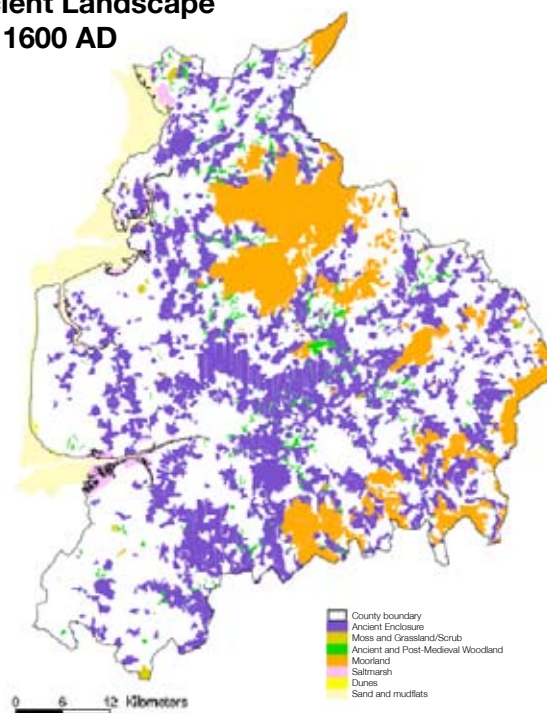 cient Landscape
1600 AD
County boundary
Ancient Enclosure
Moss and Grassland/Scrub
Ancient and Post-Medieval Woodland
Moorland
Saltmarsh
Dunes
Sand and mudflats
0 6 12 Kilometers